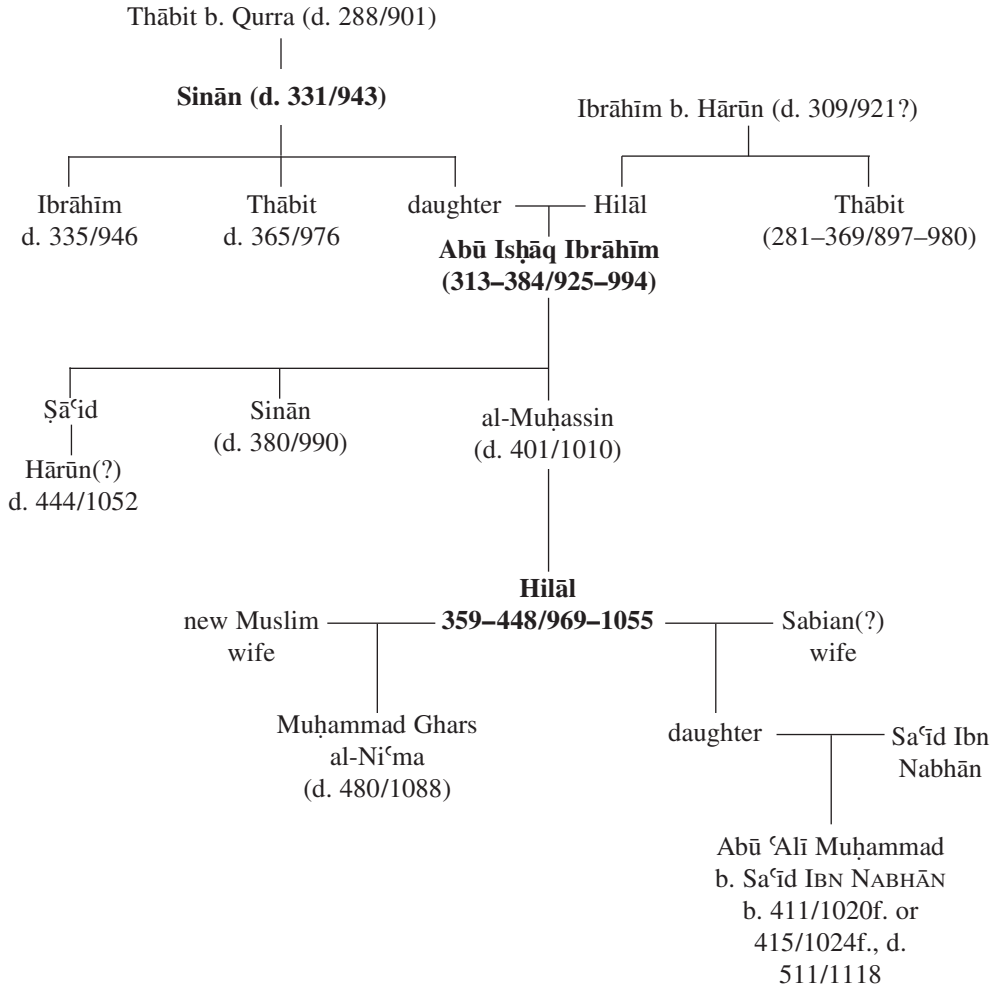 Thābit b. Qurra (d. 288/901)
Sinān (d. 331/943)
Ibrāhīm b. Hārūn (d. 309/921?)
Ibrāhīm
d. 335/946
Thābit
d. 365/976
daughter
Hilāl
Thābit
(281–369/897–980)
Abū Isḥāq Ibrāhīm
(313–384/925–994)
Ṣāʿid
Sinān
(d. 380/990)
al-Muḥassin
(d. 401/1010)
Hārūn(?)
d. 444/1052
Hilāl
359–448/969–1055
new Muslim
wife
Sabian(?)
wife
Muḥammad Ghars
al-Niʿma
(d. 480/1088)
daughter
Saʿīd Ibn
Nabhān
Abū ʿAlī Muḥammad
b. Saʿīd IBN NABHĀN
b. 411/1020f. or
415/1024f., d.
511/1118